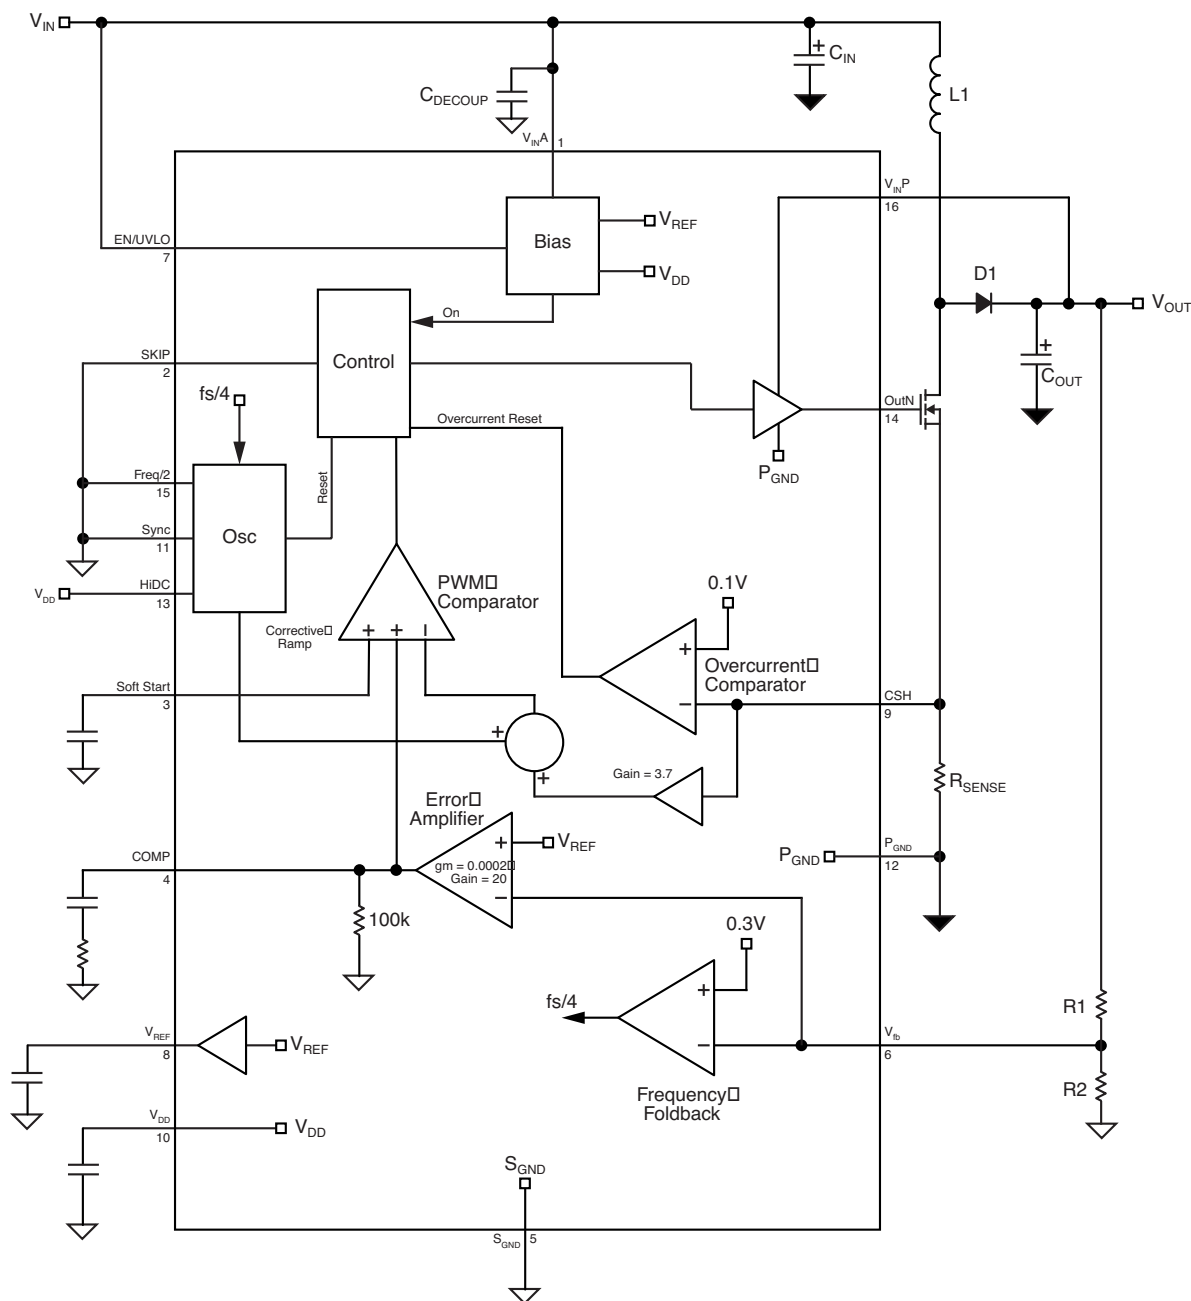 VIN
CIN
L1
CDECOUP
VINA 1
VINP
16
EN/UVLO
7
Bias
VREF
VDD
On
D1
VOUT
COUT
Control
SKIP
2
fs/4
Overcurrent Reset
OutN
14
PGND
Reset
Freq/2
15
Osc
Sync
11
VDD
HiDC
13
PWM
Comparator
Corrective
Ramp
+ + −
0.1V
+
Overcurrent
Comparator
−
Soft Start
3
CSH
9
+
+
Gain = 3.7
RSENSE
Error
Amplifier
+
VREF
gm = 0.0002
Gain = 20
−
COMP
4
100k
PGND
PGND
12
0.3V
+
fs/4
−
Frequency
Foldback
R1
Vfb
6
R2
VREF
8
VREF
VDD
10
VDD
SGND
SGND 5